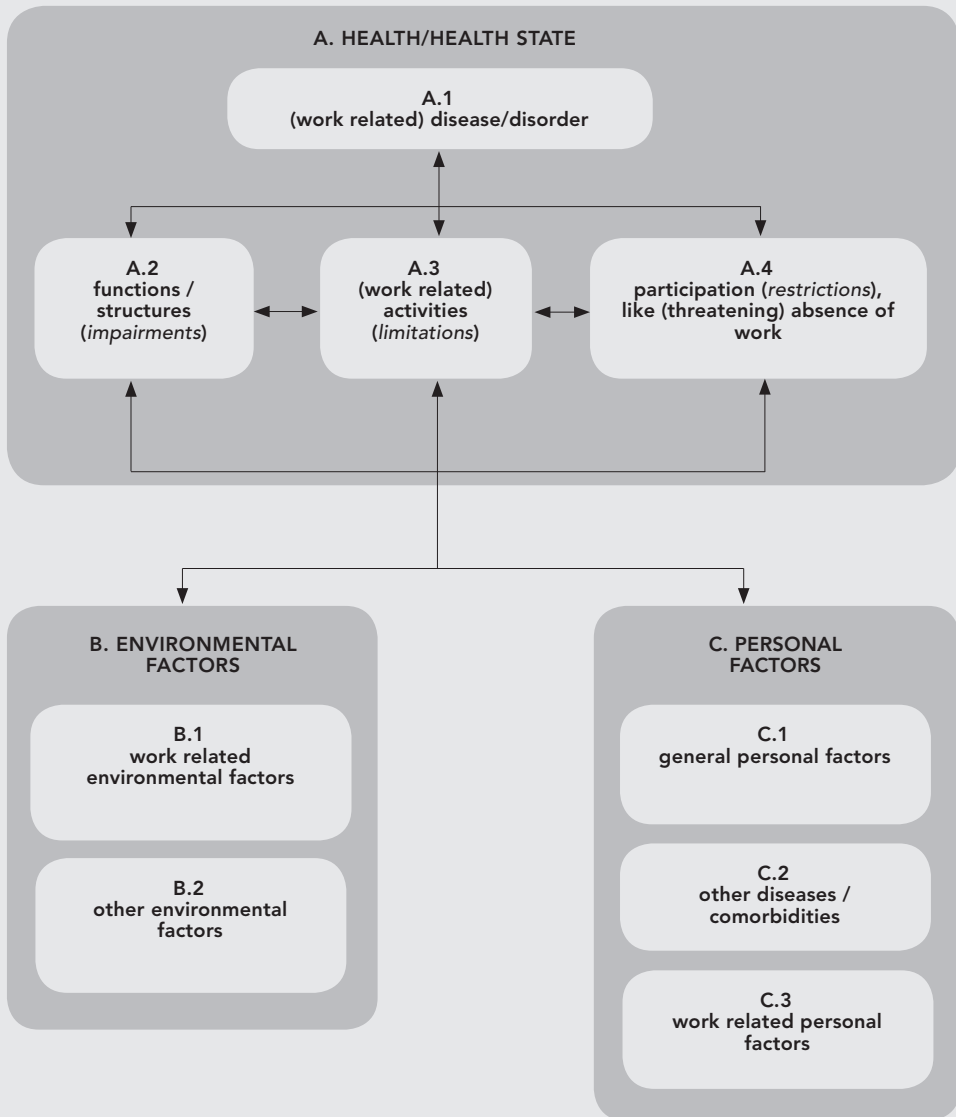 A. HEALTH/HEALTH STATE
A.1
(work related) disease/disorder
A.2
functions /
structures
(impairments)
A.3
(work related)
activities
(limitations)
A.4
participation (restrictions),
like (threatening) absence of
work
B. ENVIRONMENTAL
FACTORS
B.1
work related
environmental factors
B.2
other environmental
factors
C. PERSONAL
FACTORS
C.1
general personal factors
C.2
other diseases /
comorbidities
C.3
work related personal
factors